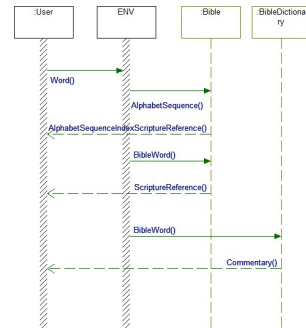 :User
ENV
:Bible
:BibleDictiona
ry
Word()
AlphabetSequence()
AlphabetSequenceIndexScriptureReference()
BibleWord()
ScriptureReference()
BibleWord()
Commentary()